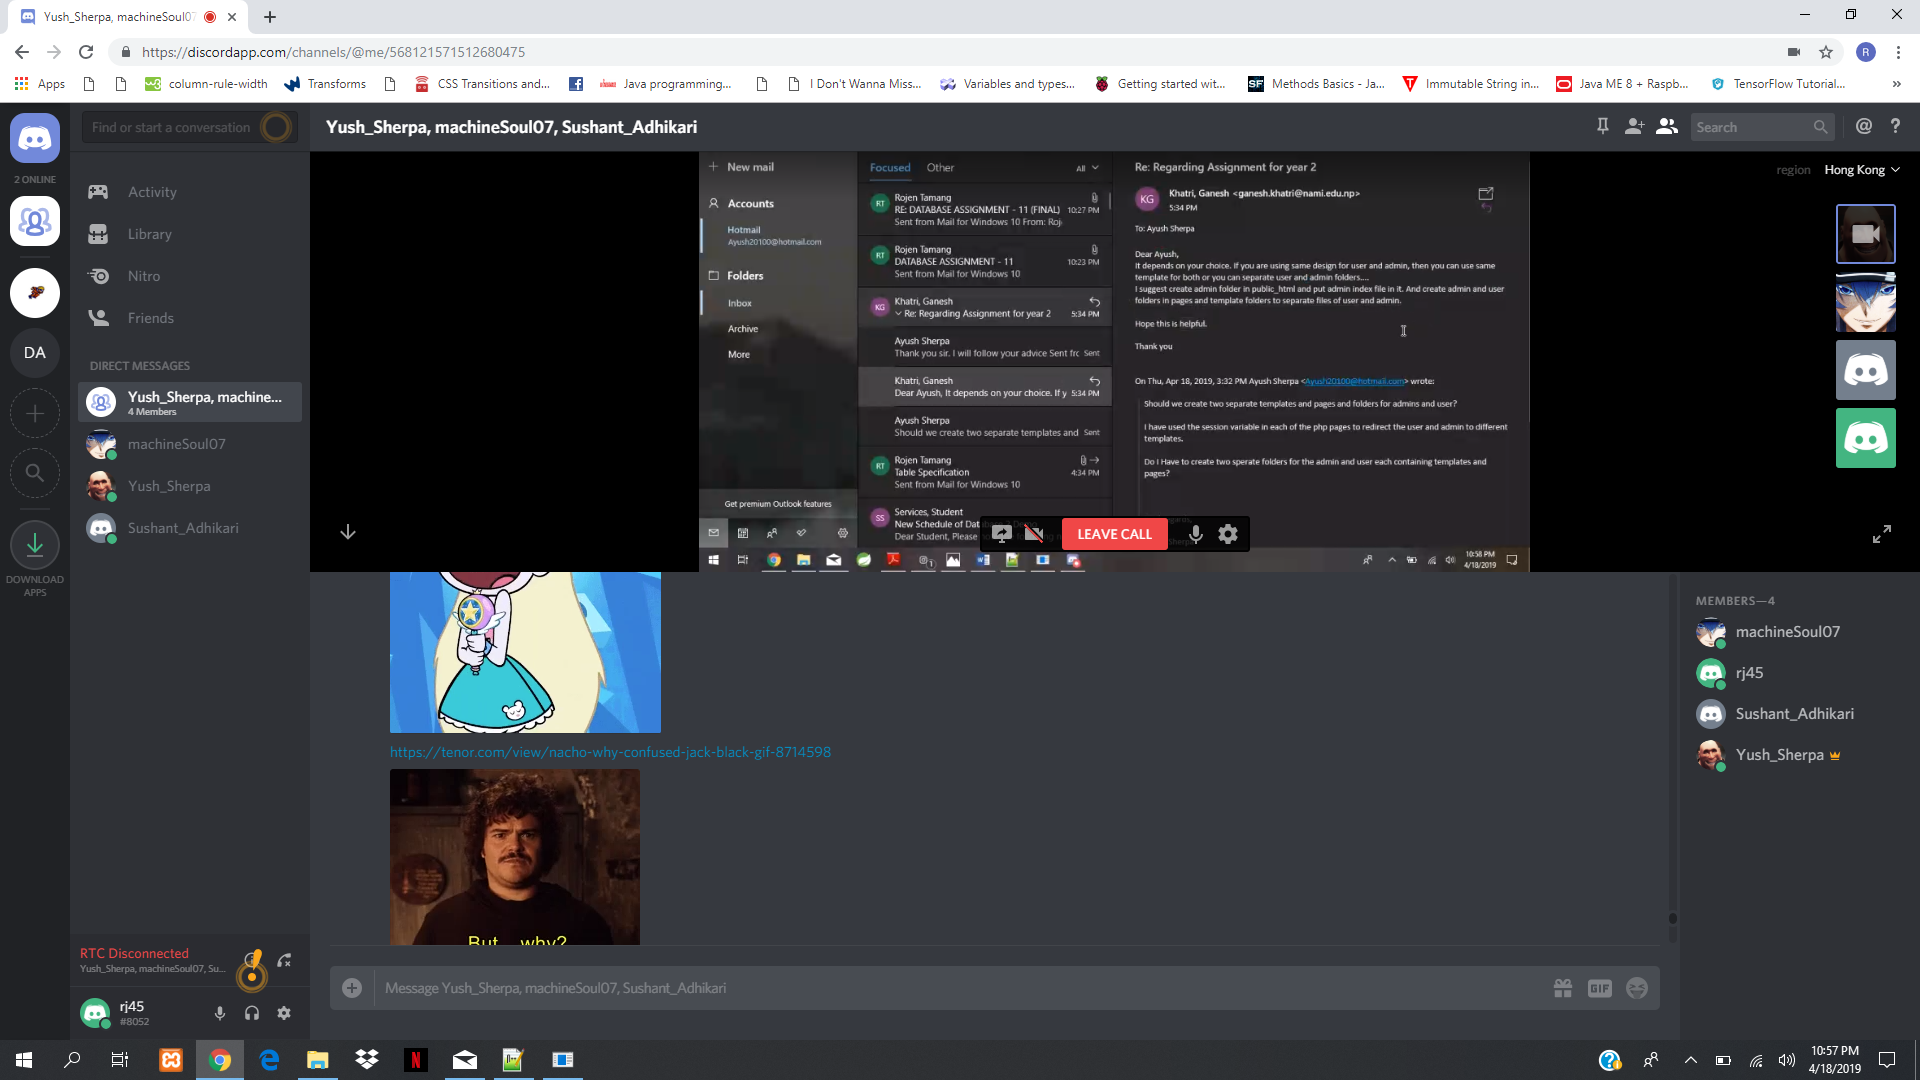 Yush_Sherpa, machineSoul07
https://discordapp.com/channels/@me/568121571512680475
R
Apps
column-rule-width
Transforms
CSS Transitions and...
Java programming...
I Don't Wanna Miss...
Variables and types...
Getting started wit...
Methods Basics - Ja...
Immutable String in...
Java ME 8 + Raspb...
TensorFlow Tutorial...
»
Find or start a conversation
Yush_Sherpa, machineSoul07, Sushant_Adhikari
Search
2 ONLINE
DA
DOWNLOAD
APPS
Activity
Library
Nitro
Friends
DIRECT MESSAGES
Yush_Sherpa, machine...
4 Members
machineSoul07
Yush_Sherpa
Sushant_Adhikari
region Hong Kong
New mail
Accounts
Hotmail
Ayush20100@hotmail.com
Folders
Inbox
Archive
More
Get premium Outlook features
Focused Other All
RT
Rojen Tamang
RE: DATABASE ASSIGNMENT - 11 (FINAL) 10:27 PM
Sent from Mail for Windows 10 From: Roj
RT
Rojen Tamang
DATABASE ASSIGNMENT - 11 10:23 PM
Sent from Mail for Windows 10
KG
Khatri, Ganesh
Re: Regarding Assignment for year 2 5:34 PM
Ayush Sherpa
Thank you sir. I will follow your advice Sent frc Sent
Khatri, Ganesh
Dear Ayush, It depends on your choice. If y 5:34 PM
Ayush Sherpa
Should we create two separate templates and Sent
RT
Rojen Tamang
Table Specification 4:34 PM
Sent from Mail for Windows 10
SS
Services, Student
New Schedule of Dat
Dear Student, Please
Re: Regarding Assignment for year 2
KG
Khatri, Ganesh <ganesh.khatri@nami.edu.np>
5:34 PM
To: Ayush Sherpa
Dear Ayush,
It depends on your choice. If you are using same design for user and admin, then you can use same
template for both or you can separate user and admin folders....
I suggest create admin folder in public_html and put admin index file in it. And create admin and user
folders in pages and template folders to separate files of user and admin.
Hope this is helpful.
Thank you
On Thu, Apr 18, 2019, 3:32 PM Ayush Sherpa <Ayush20100@hotmail.com> wrote:
Should we create two separate templates and pages and folders for admins and user?
I have used the session variable in each of the php pages to redirect the user and admin to different
templates.
Do I Have to create two sperate folders for the admin and user each containing templates and
pages?
LEAVE CALL
10:58 PM
4/18/2019
https://tenor.com/view/nacho-why-confused-jack-black-gif-8714598
But... why?
MEMBERS—4
machineSoul07
rj45
Sushant_Adhikari
Yush_Sherpa
RTC Disconnected
Yush_Sherpa, machineSoul07, Su...
rj45
#8052
Message Yush_Sherpa, machineSoul07, Sushant_Adhikari
GIF
10:57 PM
4/18/2019